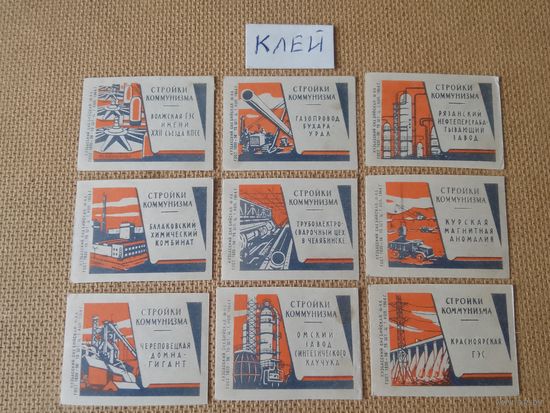 КЛЕЙ
СТРОЙКИ
КОММУНИЗМА
ВОЛЖСКАЯ ГЭС
ИМЕНИ
XXII СЪЕЗДА КПСС
СТРОЙКИ
КОММУНИЗМА
ГАЗОПРОВОД
БУХАРА
УРАЛ
СТРОЙКИ
КОММУНИЗМА
РЯЗАНСКИЙ
НЕФТЕПЕРЕРАБА-
ТЫВАЮЩИЙ
ЗАВОД
СТРОЙКИ
КОММУНИЗМА
БАЛАКОВСКИЙ
ХИМИЧЕСКИЙ
КОМБИНАТ
СТРОЙКИ
КОММУНИЗМА
ТРУБОЭЛЕКТРО-
СВАРОЧНЫЙ ЦЕХ
В ЧЕЛЯБИНСКЕ
СТРОЙКИ
КОММУНИЗМА
КУРСКАЯ
МАГНИТНАЯ
АНОМАЛИЯ
СТРОЙКИ
КОММУНИЗМА
ЧЕРЕПОВЕЦКАЯ
ДОМНА-
ГИГАНТ
СТРОЙКИ
КОММУНИЗМА
ОМСКИЙ
ЗАВОД
СИНТЕТИЧЕСКОГО
КАУЧУКА
СТРОЙКИ
КОММУНИЗМА
КРАСНОЯРСКАЯ
ГЭС